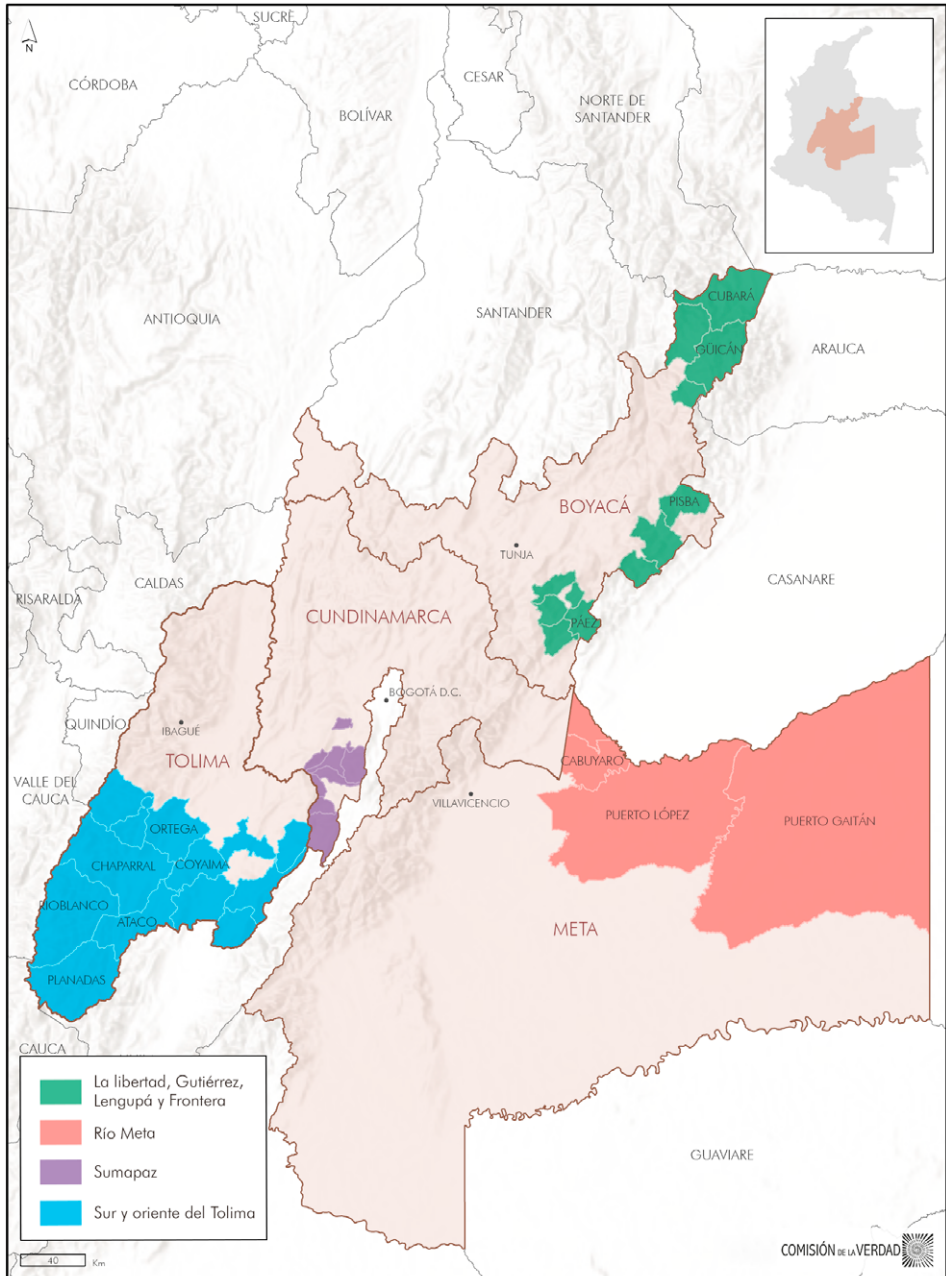 N
SUCRE
CÓRDOBA
CESAR
BOLÍVAR
NORTE DE
SANTANDER
CUBARÁ
ANTIOQUIA
SANTANDER
GÜICÁN
ARAUCA
PISBA
BOYACÁ
TUNJA
CALDAS
CASANARE
RISARALDA
CUNDINAMARCA
PÁEZ
BOGOTÁ D.C.
QUINDÍO
IBAGUÉ
TOLIMA
CABUYARO
VALLE DEL
CAUCA
VILLAVICENCIO
PUERTO LÓPEZ
PUERTO GAITÁN
ORTEGA
CHAPARRAL
COYAIMA
RIOBLANCO
ATACO
META
PLANADAS
CAUCA
La libertad, Gutiérrez,
Lengupá y Frontera
Río Meta
Sumapaz
Sur y oriente del Tolima
GUAVIARE
40 Km
COMISIÓN DE LA VERDAD